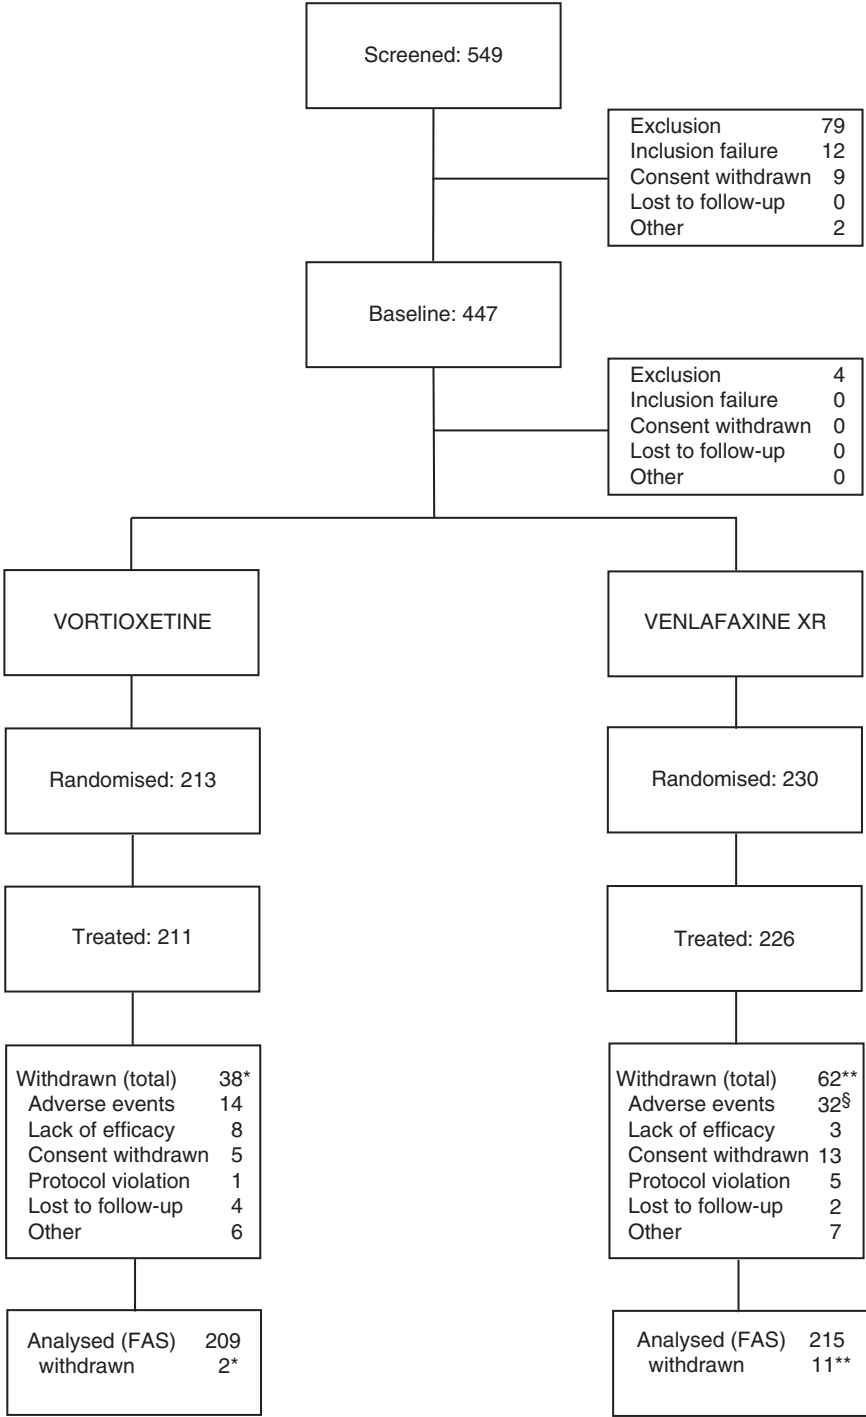 Screened: 549
Exclusion 79
Inclusion failure 12
Consent withdrawn 9
Lost to follow-up 0
Other 2
Baseline: 447
Exclusion 4
Inclusion failure 0
Consent withdrawn 0
Lost to follow-up 0
Other 0
VORTIOXETINE
VENLAFAXINE XR
Randomised: 213
Randomised: 230
Treated: 211
Treated: 226
Withdrawn (total) 38*
Adverse events 14
Lack of efficacy 8
Consent withdrawn 5
Protocol violation 1
Lost to follow-up 4
Other 6
Withdrawn (total) 62**
Adverse events 32§
Lack of efficacy 3
Consent withdrawn 13
Protocol violation 5
Lost to follow-up 2
Other 7
Analysed (FAS) 209
withdrawn 2*
Analysed (FAS) 215
withdrawn 11**